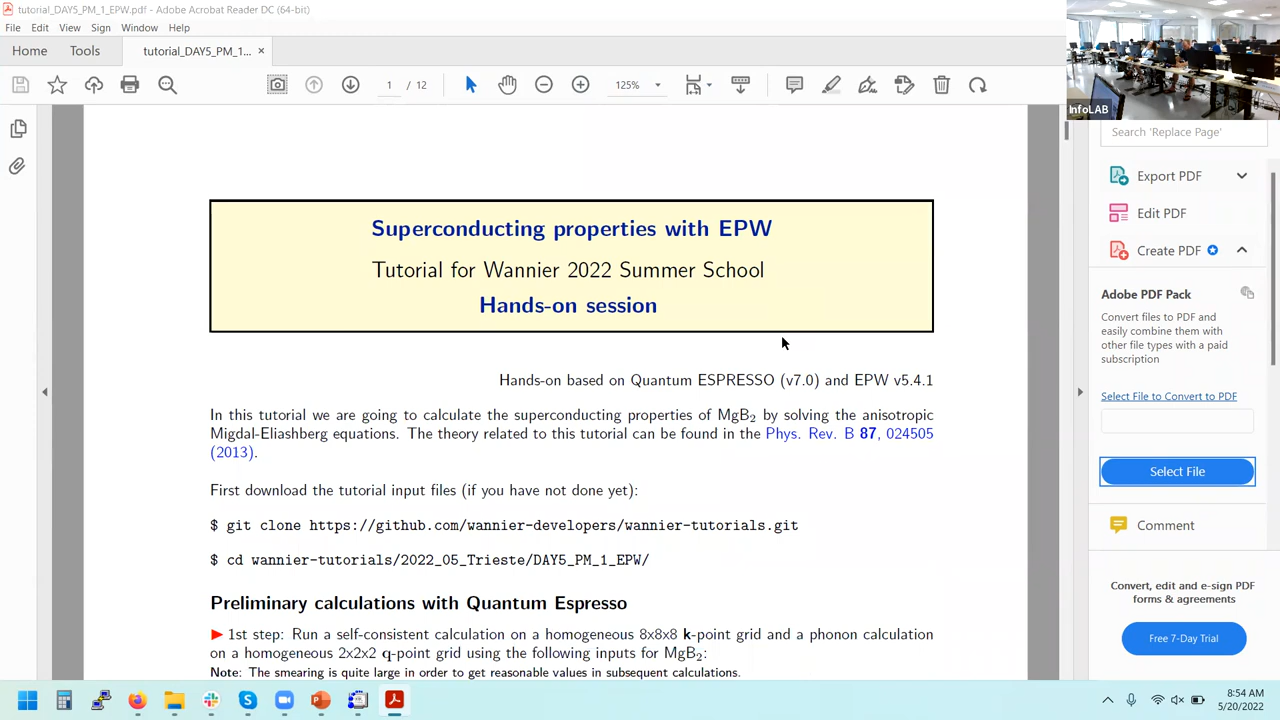 tutorial_DAY5_PM_1_EPW.pdf - Adobe Acrobat Reader DC (64-bit)
File Edit View Sign Window Help
Home Tools tutorial_DAY5_PM_1... ×
1 / 12 125%
InfoLAB
Search 'Replace Page'
Export PDF
Edit PDF
Create PDF
Adobe PDF Pack
Convert files to PDF and
easily combine them with
other file types with a paid
subscription
Select File to Convert to PDF
Select File
Comment
Convert, edit and e-sign PDF
forms & agreements
Free 7-Day Trial
Superconducting properties with EPW
Tutorial for Wannier 2022 Summer School
Hands-on session
Hands-on based on Quantum ESPRESSO (v7.0) and EPW v5.4.1
In this tutorial we are going to calculate the superconducting properties of MgB₂ by solving the anisotropic
Migdal-Eliashberg equations. The theory related to this tutorial can be found in the Phys. Rev. B 87, 024505
(2013).
First download the tutorial input files (if you have not done yet):
$ git clone https://github.com/wannier-developers/wannier-tutorials.git
$ cd wannier-tutorials/2022_05_Trieste/DAY5_PM_1_EPW/
Preliminary calculations with Quantum Espresso
▶ 1st step: Run a self-consistent calculation on a homogeneous 8x8x8 k-point grid and a phonon calculation
on a homogeneous 2x2x2 q-point grid using the following inputs for MgB₂:
Note: The smearing is quite large in order to get reasonable values in subsequent calculations.
8:54 AM
5/20/2022